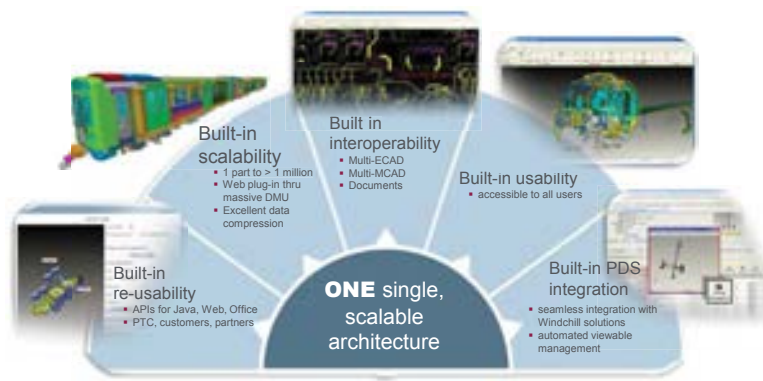 Built-in
scalability
▪ 1 part to > 1 million
▪ Web plug-in thru
massive DMU
▪ Excellent data
compression
Built in
interoperability
▪ Multi-ECAD
▪ Multi-MCAD
▪ Documents
Built-in usability
▪ accessible to all users
Built-in
re-usability
▪ APIs for Java, Web, Office
▪ PTC, customers, partners
Built-in PDS
integration
▪ seamless integration with
Windchill solutions
▪ automated viewable
management
ONE single,
scalable
architecture